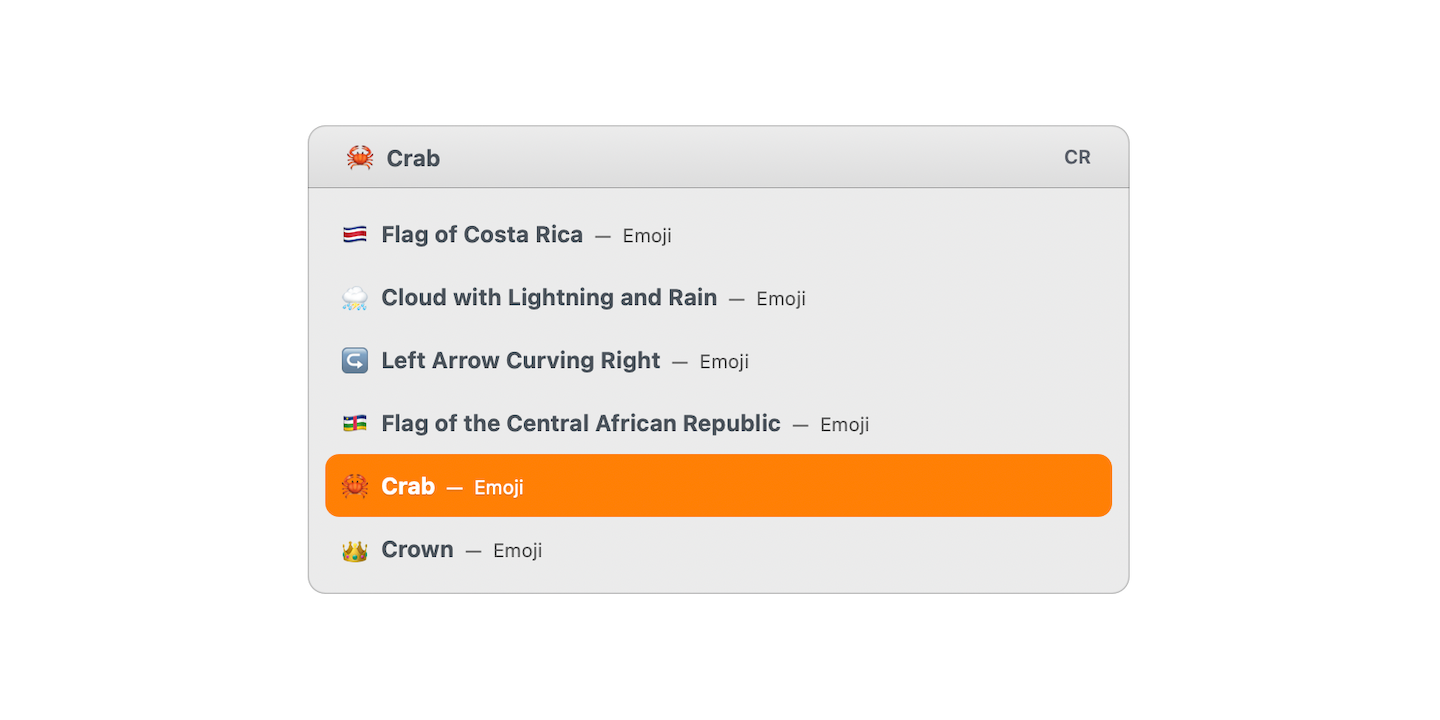 Crab CR
Flag of Costa Rica — Emoji
Cloud with Lightning and Rain — Emoji
Left Arrow Curving Right — Emoji
Flag of the Central African Republic — Emoji
Crab — Emoji
Crown — Emoji